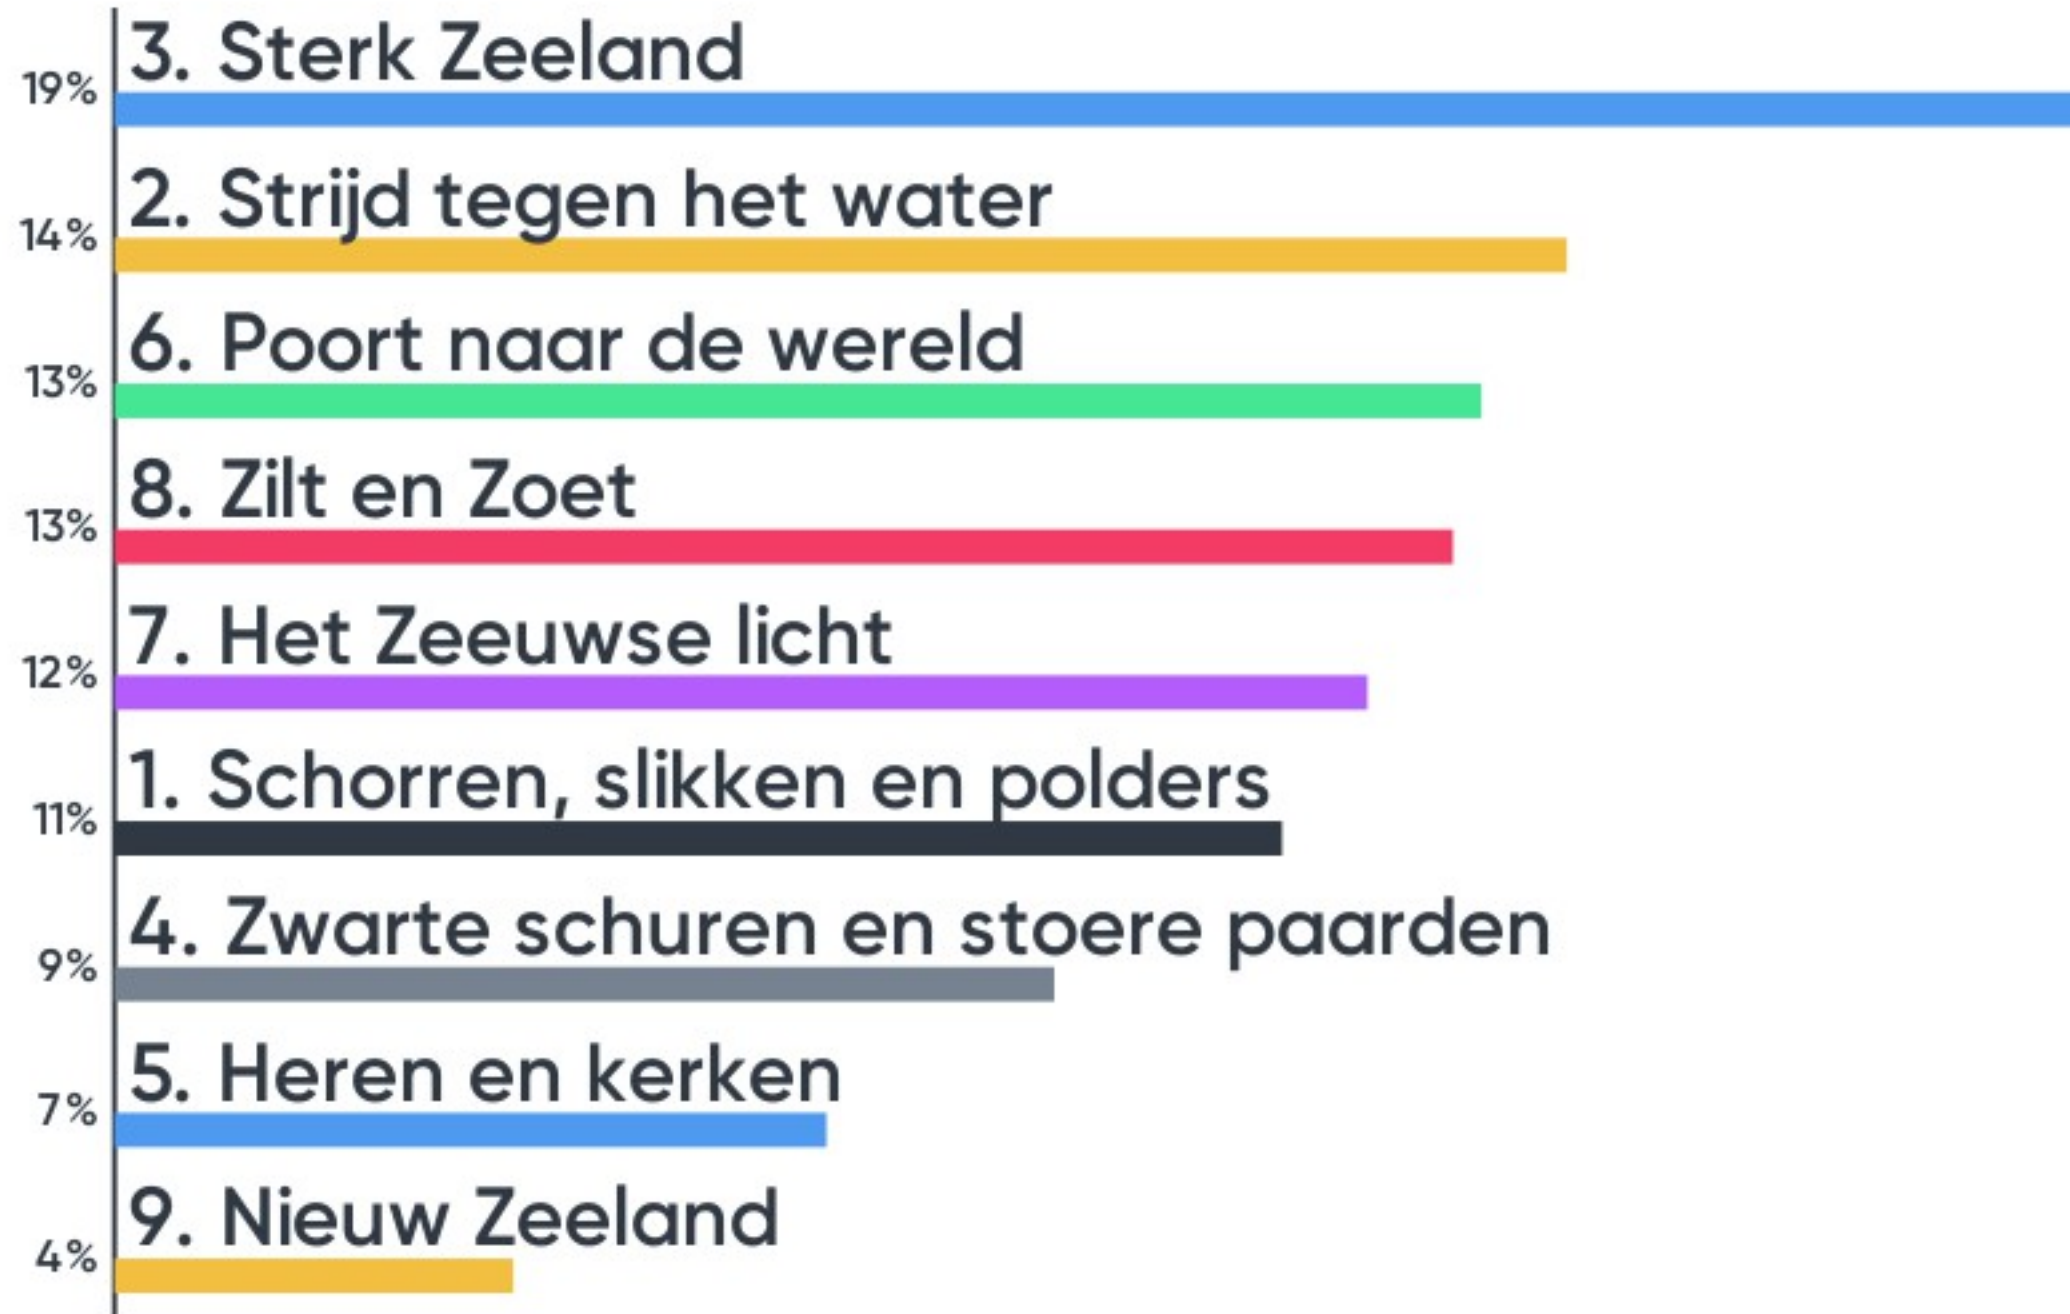 3. Sterk Zeeland
19%
2. Strijd tegen het water
14%
6. Poort naar de wereld
13%
8. Zilt en Zoet
13%
7. Het Zeeuwse licht
12%
1. Schorren, slikken en polders
11%
4. Zwarte schuren en stoere paarden
9%
5. Heren en kerken
7%
9. Nieuw Zeeland
4%